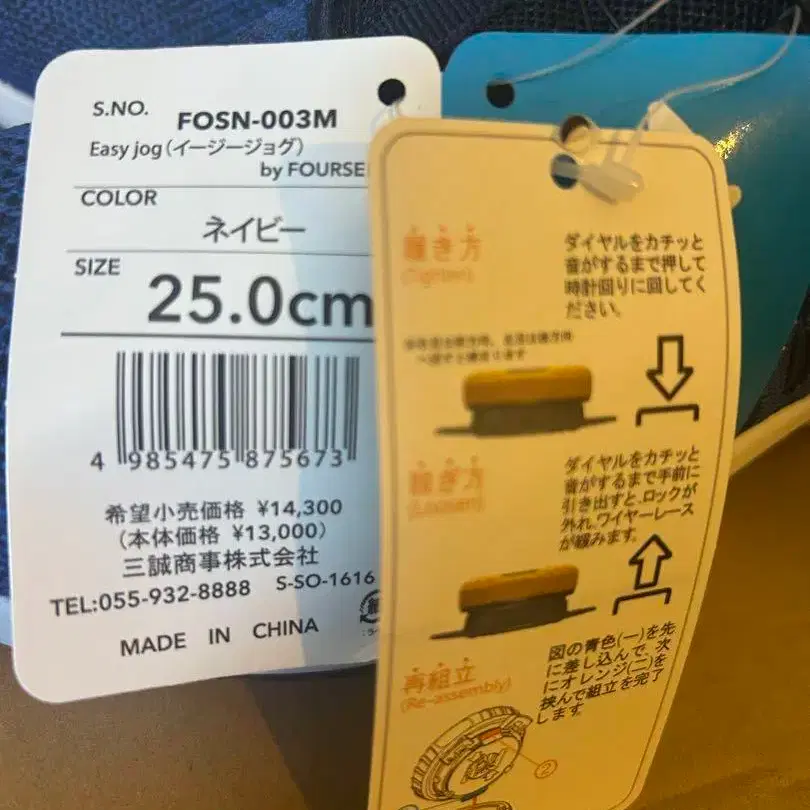 S.NO. FOSN-003M
Easy jog(イージージョグ)
by
COLOR
ネイビー
SIZE
25.0cm
4 985475 875673
希望小売価格 ¥14,300
(本体価格 ¥13,000)
三誠商事株式会社
TEL:055-932-8888 S-SO-1616
MADE IN CHINA
履き方
(Tighten)
ダイヤルをカチッと
音がするまで押して
時計回りに回してく
ださい。
脱ぎ方
(Loosen)
ダイヤルをカチッと
音がするまで手前に
引き出すと、ロックが
外れ、ワイヤーレース
が緩みます。
再組立
(Re-assembly)
図の青色(一)を先
に差し込んで、次
にオレンジ(二)を
挟んで組立を完了
します。
2